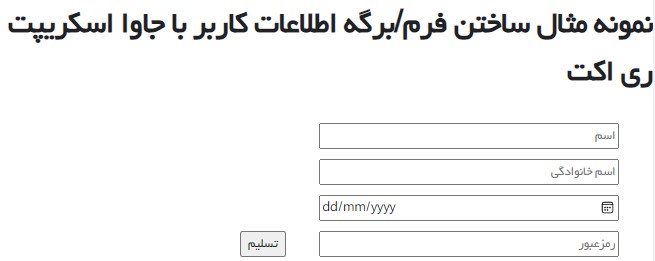 نمونه مثال ساختن فرم/برگه اطلاعات کاربر با جاوا اسکریپت
ری اکت
اسم
اسم خانوادگی
dd/mm/yyyy
رمزعبور
تسلیم